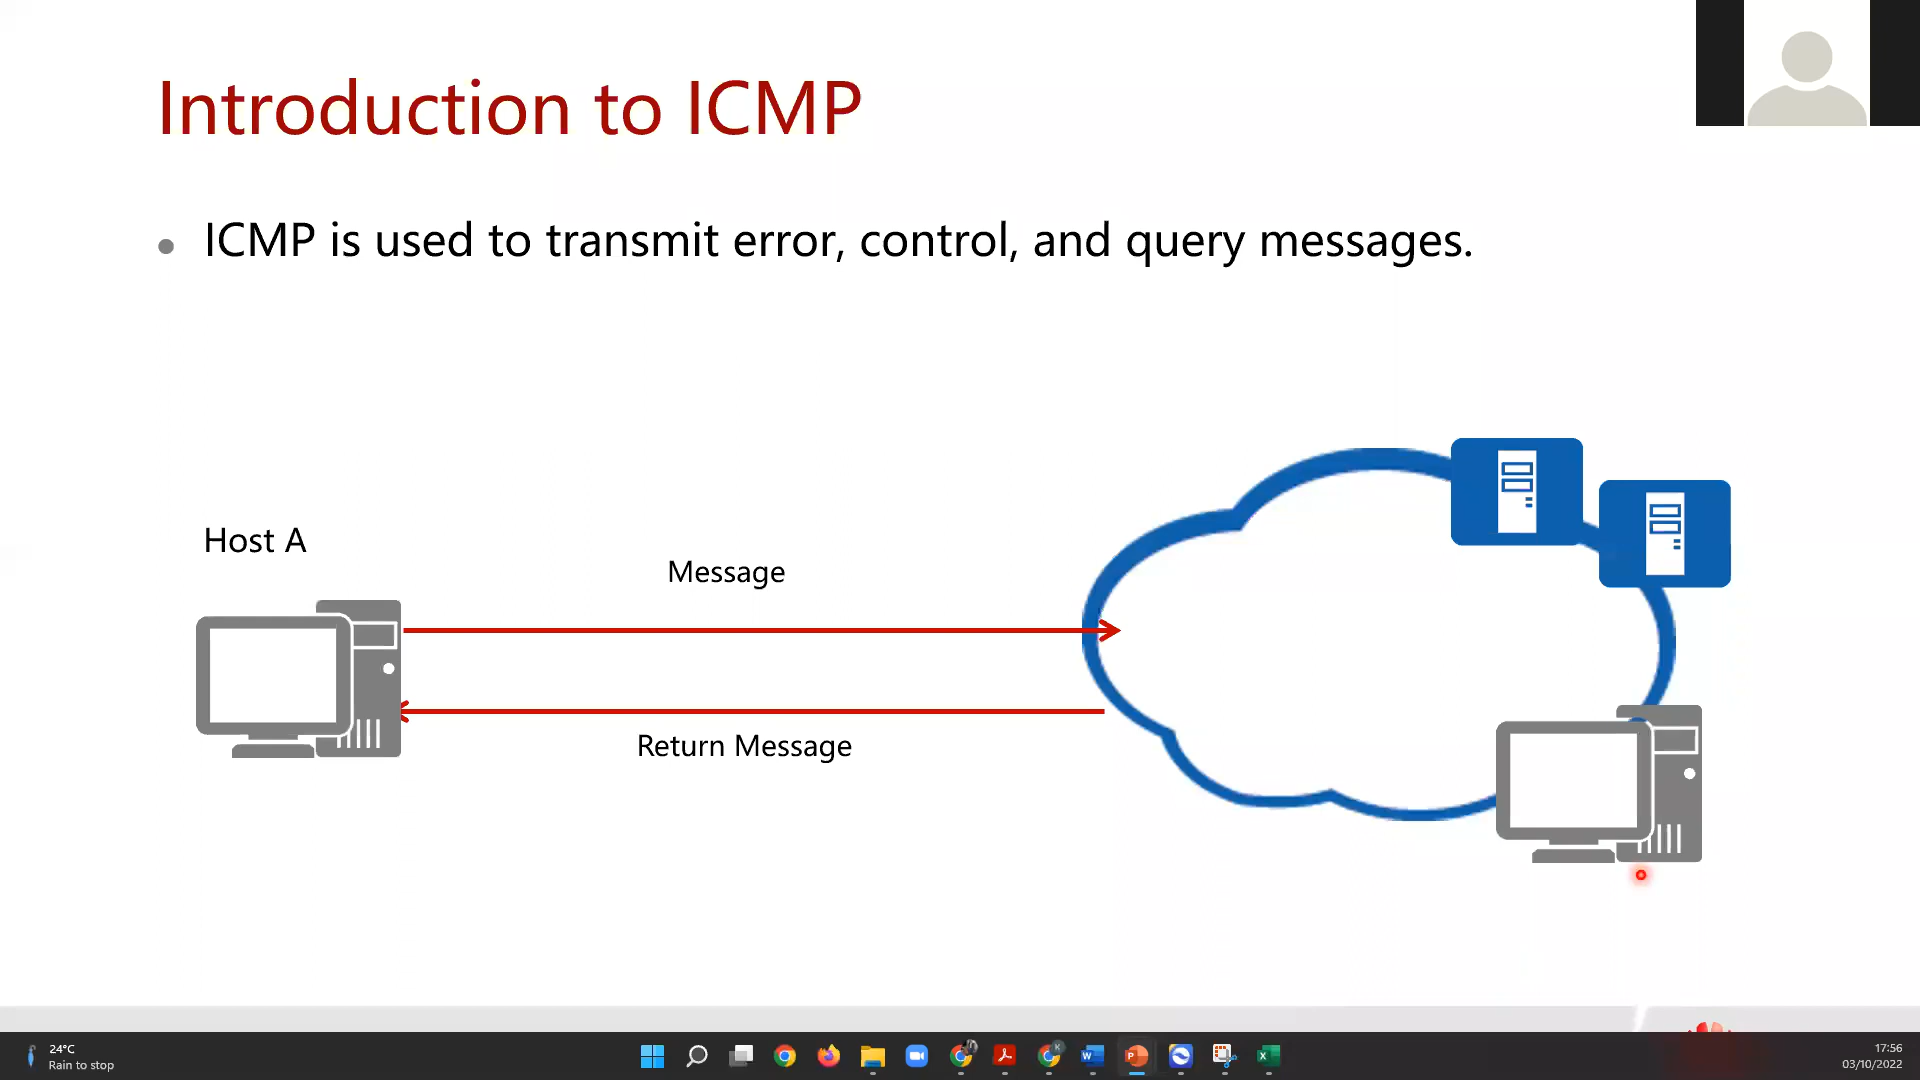 Introduction to ICMP
ICMP is used to transmit error, control, and query messages.
Host A
Message
Return Message
24°C
Rain to stop
17:56
03/10/2022